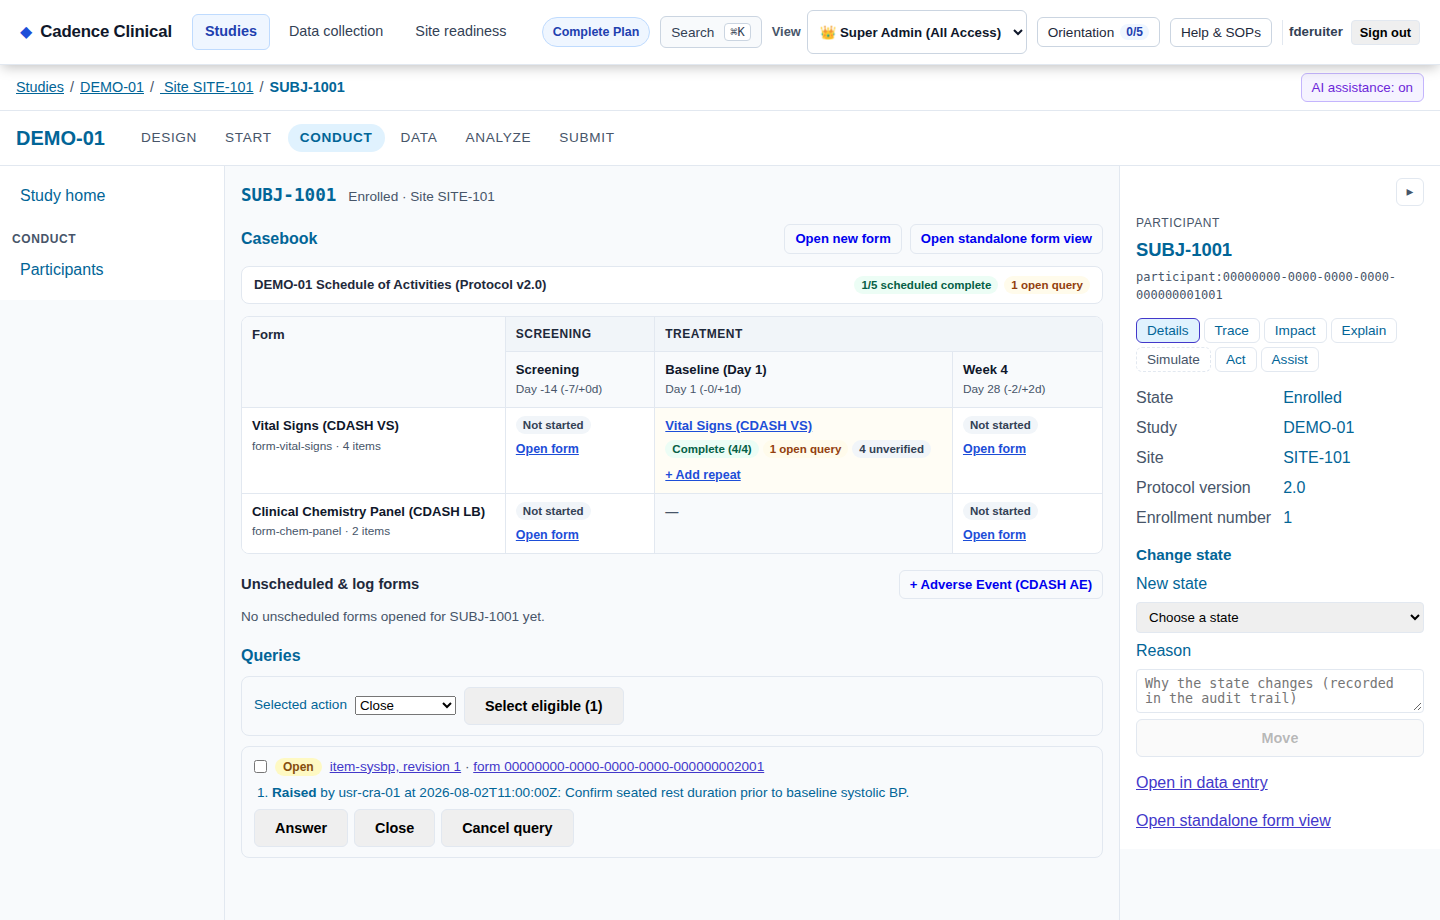 ◆ Cadence Clinical
Studies
Data collection
Site readiness
Complete Plan
Search ⌘K
View
👑 Super Admin (All Access)
Orientation 0/5
Help & SOPs
fderuiter
Sign out
Studies / DEMO-01 / Site SITE-101 / SUBJ-1001
AI assistance: on
DEMO-01
DESIGN
START
CONDUCT
DATA
ANALYZE
SUBMIT
Study home
CONDUCT
Participants
SUBJ-1001 Enrolled · Site SITE-101
Casebook
Open new form
Open standalone form view
DEMO-01 Schedule of Activities (Protocol v2.0)
1/5 scheduled complete
1 open query
Form
SCREENING
TREATMENT
Screening
Day -14 (-7/+0d)
Baseline (Day 1)
Day 1 (-0/+1d)
Week 4
Day 28 (-2/+2d)
Vital Signs (CDASH VS)
form-vital-signs · 4 items
Not started
Open form
Vital Signs (CDASH VS)
Complete (4/4)
1 open query
4 unverified
+ Add repeat
Not started
Open form
Clinical Chemistry Panel (CDASH LB)
form-chem-panel · 2 items
Not started
Open form
—
Not started
Open form
Unscheduled & log forms
+ Adverse Event (CDASH AE)
No unscheduled forms opened for SUBJ-1001 yet.
Queries
Selected action
Close
Select eligible (1)
Open
item-sysbp, revision 1 · form 00000000-0000-0000-0000-000000002001
1. Raised by usr-cra-01 at 2026-08-02T11:00:00Z: Confirm seated rest duration prior to baseline systolic BP.
Answer
Close
Cancel query
►
PARTICIPANT
SUBJ-1001
participant:00000000-0000-0000-0000-
000000001001
Details
Trace
Impact
Explain
Simulate
Act
Assist
State Enrolled
Study DEMO-01
Site SITE-101
Protocol version 2.0
Enrollment number 1
Change state
New state
Choose a state
Reason
Why the state changes (recorded
in the audit trail)
Move
Open in data entry
Open standalone form view